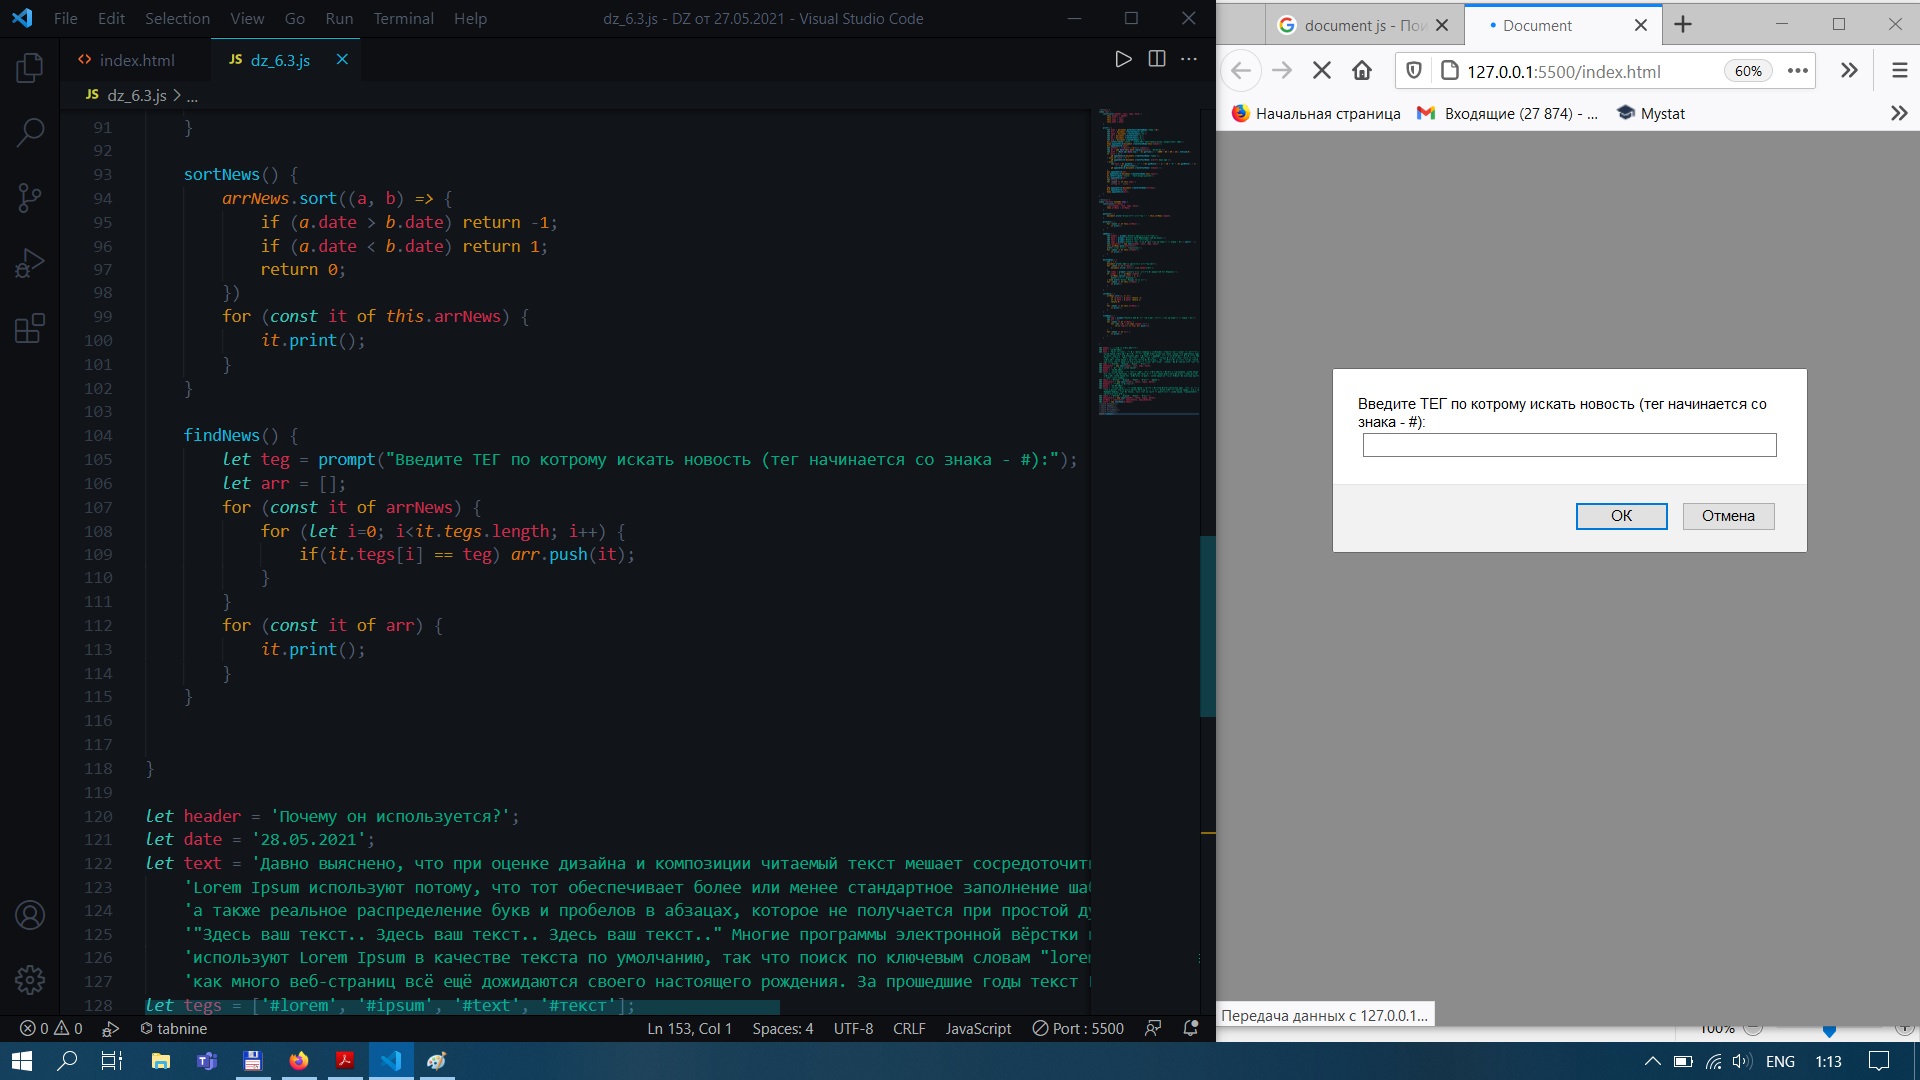 File Edit Selection View Go Run Terminal Help
dz_6.3.js - DZ от 27.05.2021 - Visual Studio Code
index.html
JS dz_6.3.js
JS dz_6.3.js > ...
91 }
92
93 sortNews() {
94 arrNews.sort((a, b) => {
95 if (a.date > b.date) return -1;
96 if (a.date < b.date) return 1;
97 return 0;
98 })
99 for (const it of this.arrNews) {
100 it.print();
101 }
102 }
103
104 findNews() {
105 let teg = prompt("Введите ТЕГ по котрому искать новость (тег начинается со знака - #):");
106 let arr = [];
107 for (const it of arrNews) {
108 for (let i=0; i<it.tegs.length; i++) {
109 if(it.tegs[i] == teg) arr.push(it);
110 }
111 }
112 for (const it of arr) {
113 it.print();
114 }
115 }
116
117
118 }
119
120 let header = 'Почему он используется?';
121 let date = '28.05.2021';
122 let text = 'Давно выяснено, что при оценке дизайна и композиции читаемый текст мешает
123 'Lorem Ipsum используют потому, что тот обеспечивает более или менее стандартное заполнение
124 'а также реальное распределение букв и пробелов в абзацах, которое не получается при простой
125 '"Здесь ваш текст.. Здесь ваш текст.. Здесь ваш текст.." Многие программы электронной вёрстки
126 'используют Lorem Ipsum в качестве текста по умолчанию, так что поиск по ключевым словам
127 'как много веб-страниц всё ещё дожидаются своего настоящего рождения. За прошедшие годы текст
128 let tegs = ['#lorem', '#ipsum', '#text', '#текст'];
0 0
tabnine
Ln 153, Col 1 Spaces: 4 UTF-8 CRLF JavaScript Port : 5500
document js - Пои
Document
127.0.0.1:5500/index.html
60%
Начальная страница
Входящие (27 874) - ...
Mystat
Введите ТЕГ по котрому искать новость (тег начинается со
знака - #):
OK
Отмена
Передача данных с 127.0.0.1...
100%
ENG 1:13